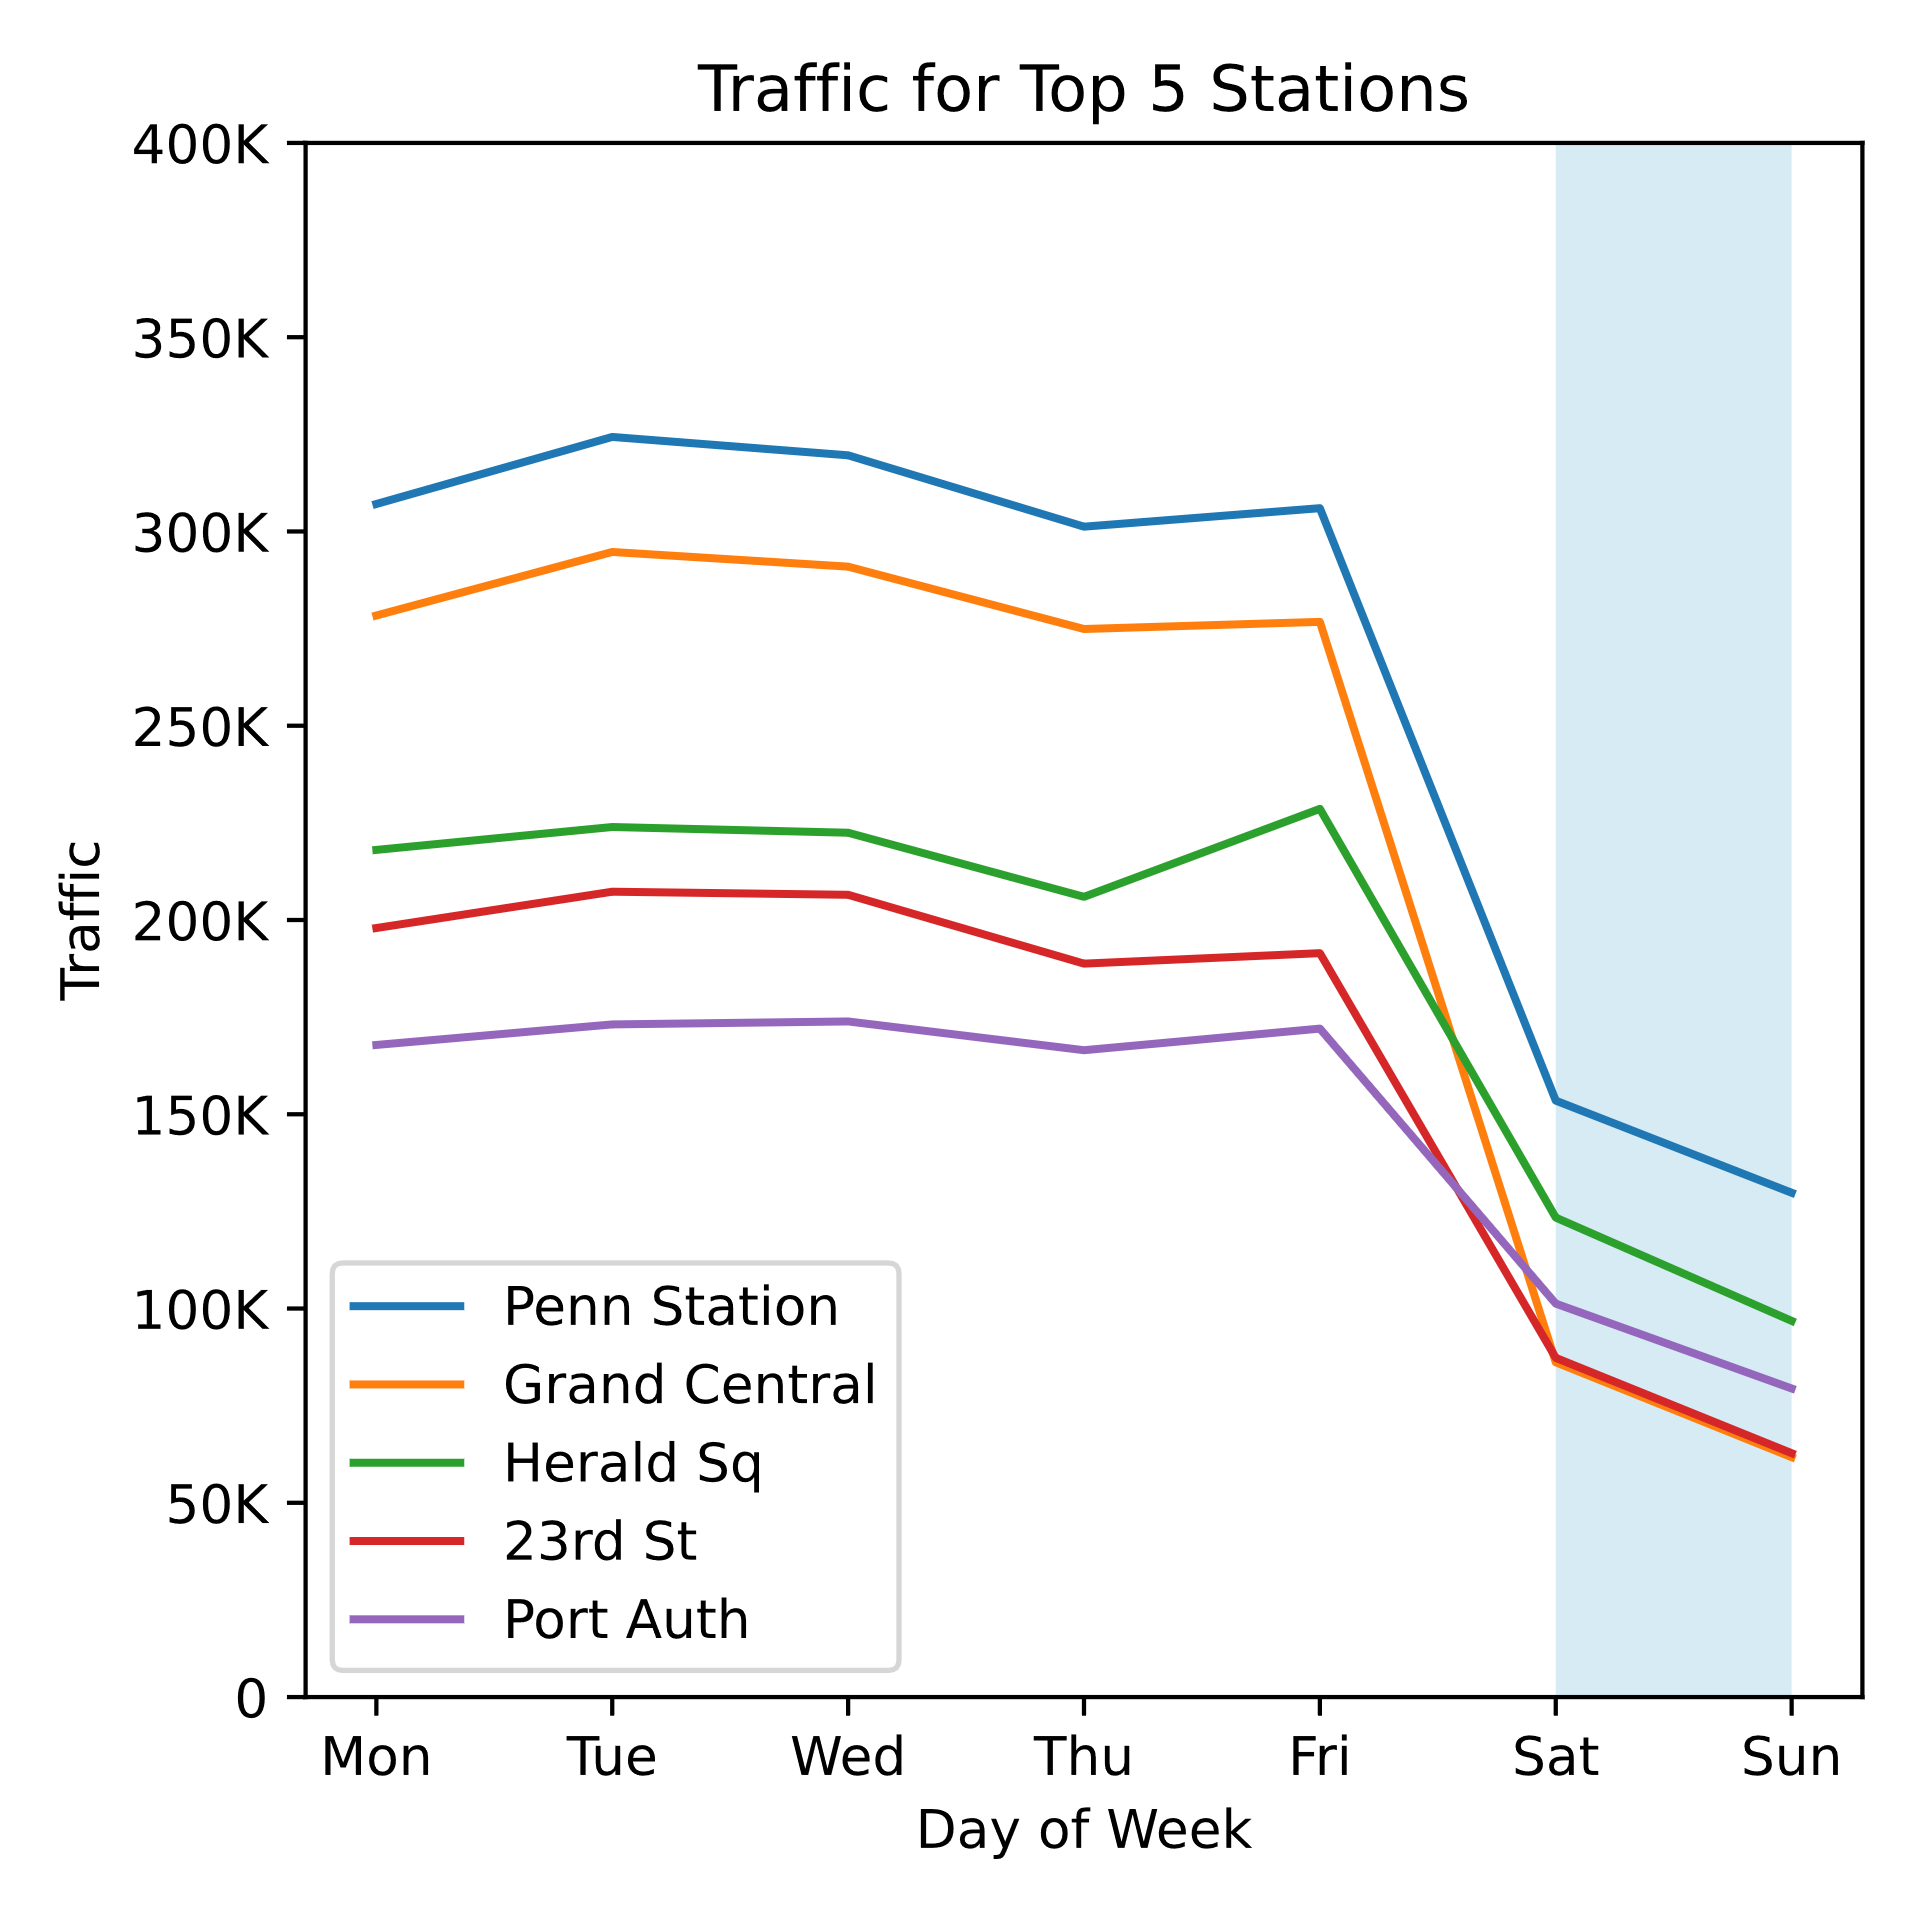 Traffic for Top 5 Stations
400K
350K
300K
250K
200K
150K
100K
50K
0
Traffic
Penn Station
Grand Central
Herald Sq
23rd St
Port Auth
Mon Tue Wed Thu Fri Sat Sun
Day of Week